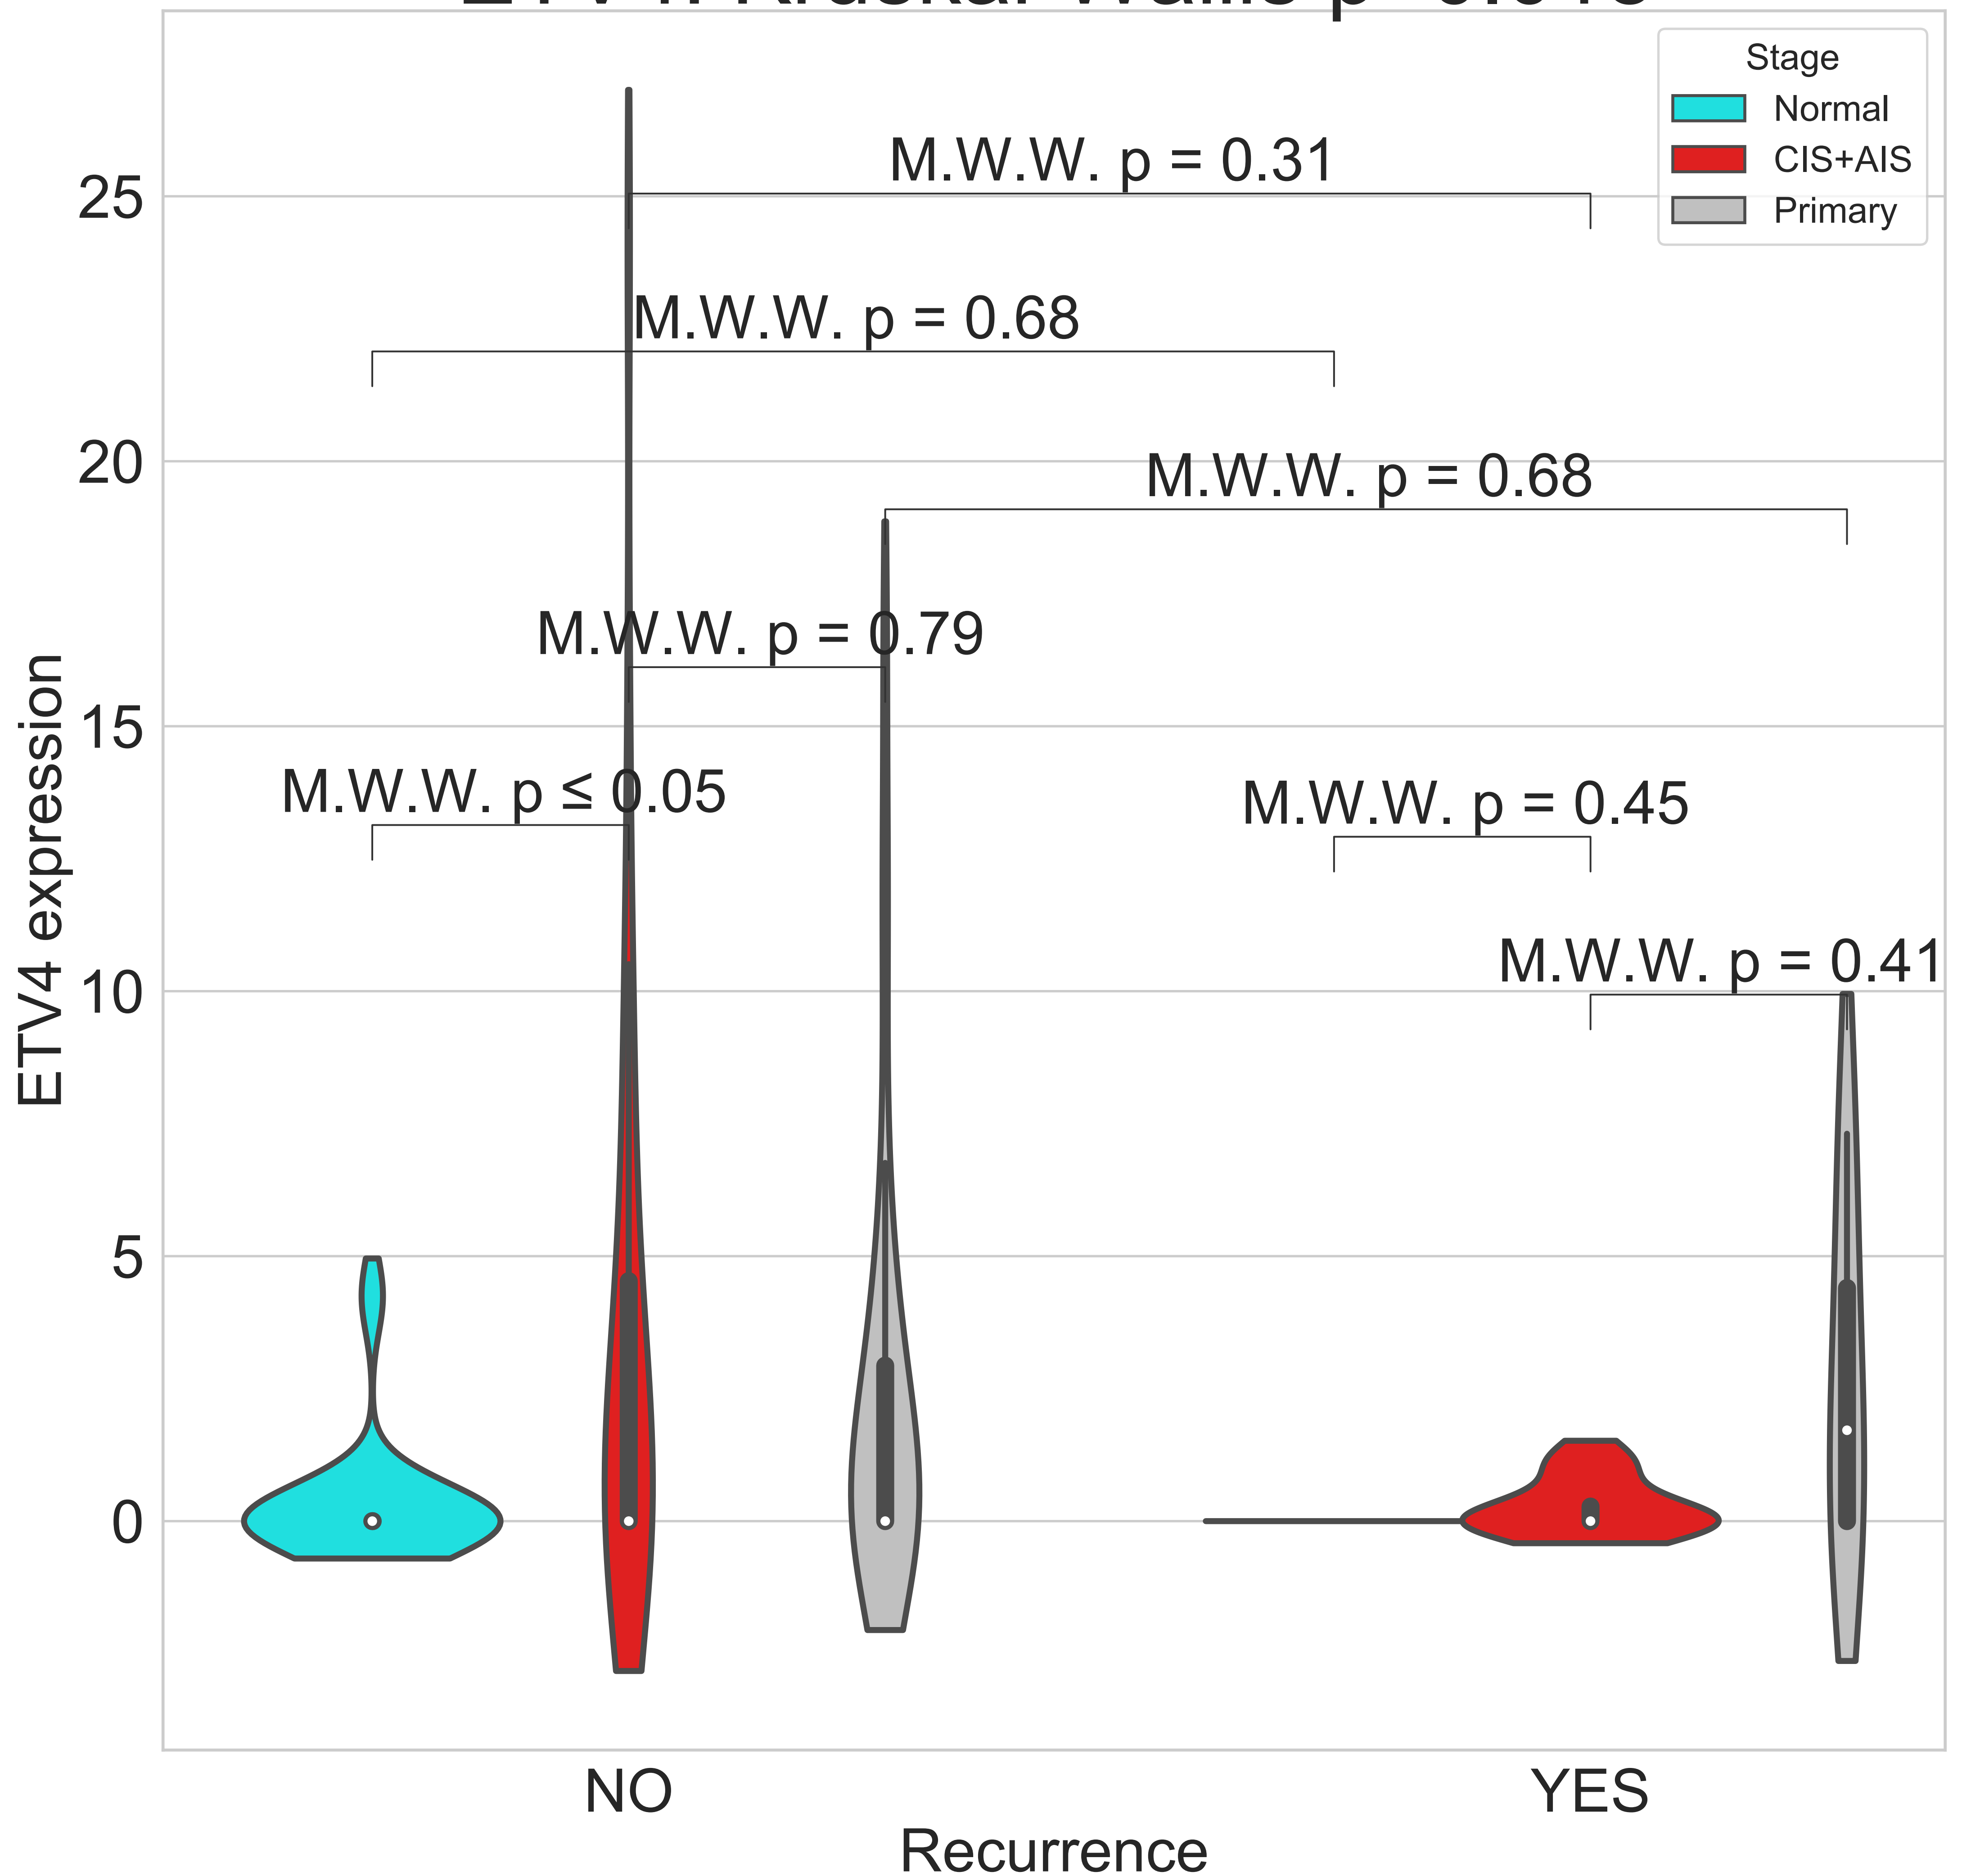 Stage
Normal
CIS+AIS
Primary
M.W.W. p = 0.31
M.W.W. p = 0.68
M.W.W. p = 0.68
M.W.W. p = 0.79
M.W.W. p ≤ 0.05
M.W.W. p = 0.45
M.W.W. p = 0.41
25
20
15
10
5
0
ETV4 expression
NO
YES
Recurrence